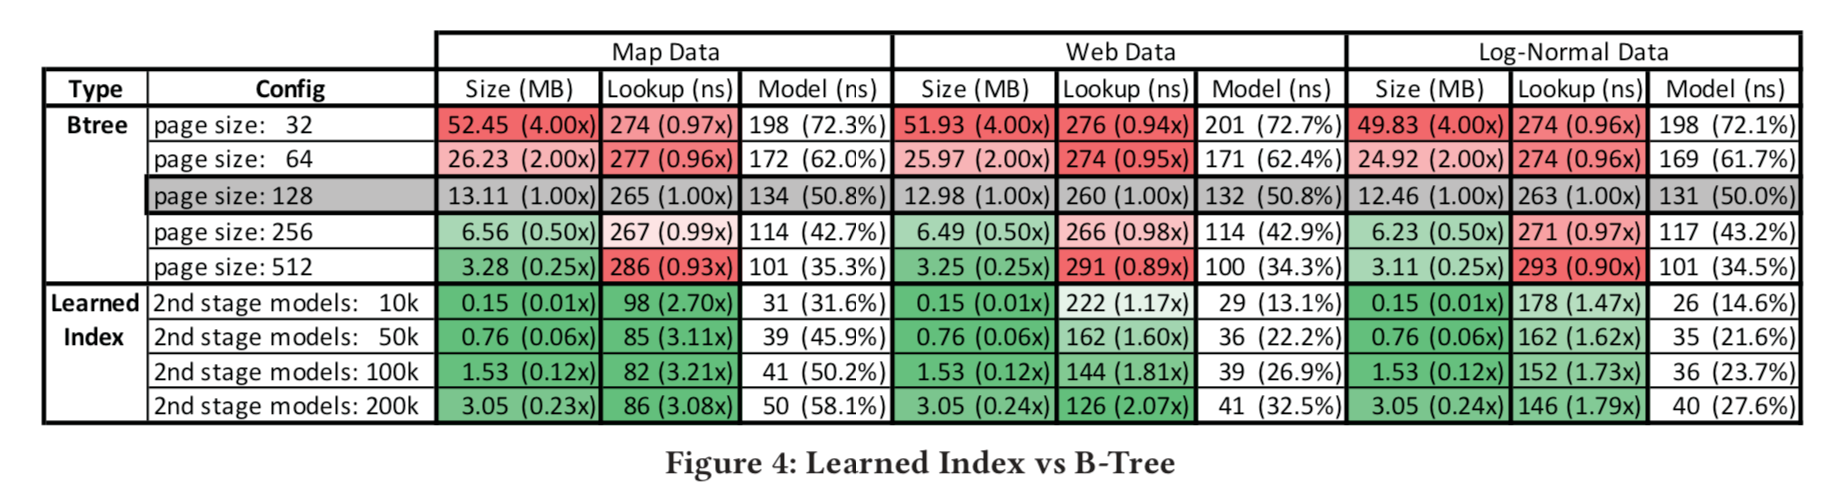 Map Data Web Data Log-Normal Data
Type Config Size (MB) Lookup (ns) Model (ns) Size (MB) Lookup (ns) Model (ns) Size (MB) Lookup (ns) Model (ns)
Btree page size: 32 52.45 (4.00x) 274 (0.97x) 198 (72.3%) 51.93 (4.00x) 276 (0.94x) 201 (72.7%) 49.83 (4.00x) 274 (0.96x) 198 (72.1%)
page size: 64 26.23 (2.00x) 277 (0.96x) 172 (62.0%) 25.97 (2.00x) 274 (0.95x) 171 (62.4%) 24.92 (2.00x) 274 (0.96x) 169 (61.7%)
page size: 128 13.11 (1.00x) 265 (1.00x) 134 (50.8%) 12.98 (1.00x) 260 (1.00x) 132 (50.8%) 12.46 (1.00x) 263 (1.00x) 131 (50.0%)
page size: 256 6.56 (0.50x) 267 (0.99x) 114 (42.7%) 6.49 (0.50x) 266 (0.98x) 114 (42.9%) 6.23 (0.50x) 271 (0.97x) 117 (43.2%)
page size: 512 3.28 (0.25x) 286 (0.93x) 101 (35.3%) 3.25 (0.25x) 291 (0.89x) 100 (34.3%) 3.11 (0.25x) 293 (0.90x) 101 (34.5%)
Learned 2nd stage models: 10k 0.15 (0.01x) 98 (2.70x) 31 (31.6%) 0.15 (0.01x) 222 (1.17x) 29 (13.1%) 0.15 (0.01x) 178 (1.47x) 26 (14.6%)
Index 2nd stage models: 50k 0.76 (0.06x) 85 (3.11x) 39 (45.9%) 0.76 (0.06x) 162 (1.60x) 36 (22.2%) 0.76 (0.06x) 162 (1.62x) 35 (21.6%)
2nd stage models: 100k 1.53 (0.12x) 82 (3.21x) 41 (50.2%) 1.53 (0.12x) 144 (1.81x) 39 (26.9%) 1.53 (0.12x) 152 (1.73x) 36 (23.7%)
2nd stage models: 200k 3.05 (0.23x) 86 (3.08x) 50 (58.1%) 3.05 (0.24x) 126 (2.07x) 41 (32.5%) 3.05 (0.24x) 146 (1.79x) 40 (27.6%)
Figure 4: Learned Index vs B-Tree